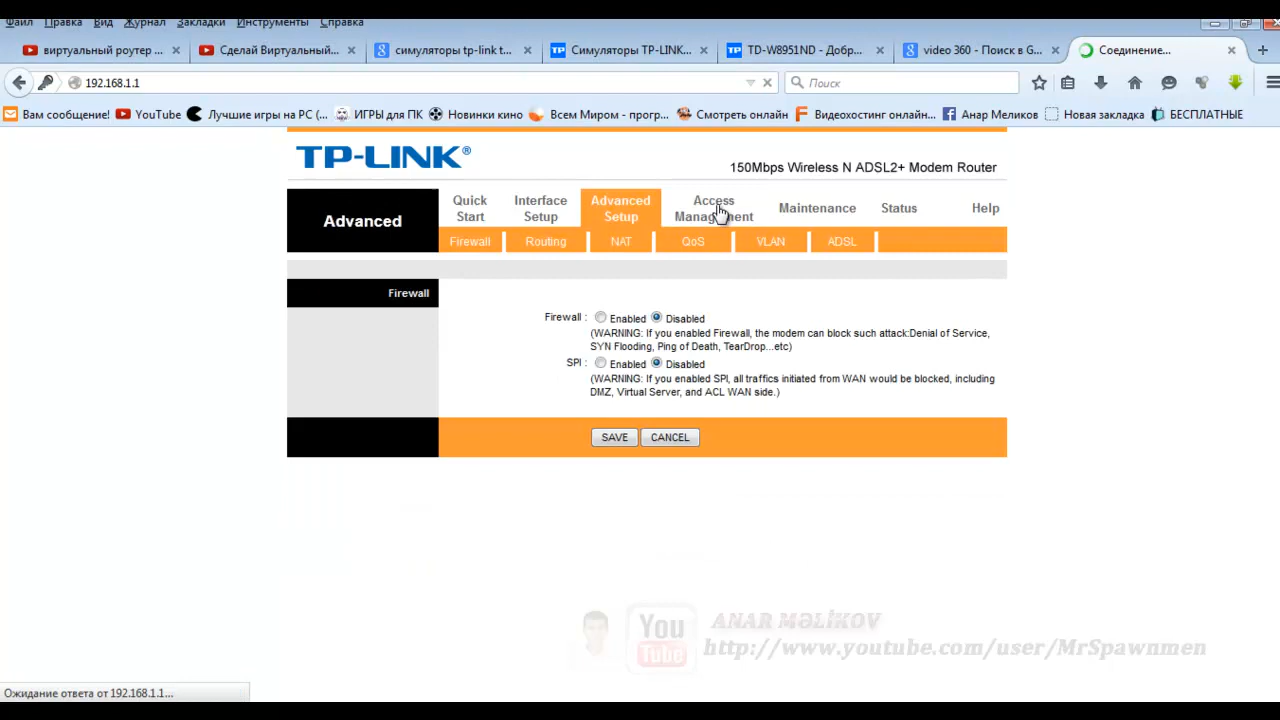 Файл Правка Вид Журнал Закладки Инструменты Справка
виртуальный роутер ... × Сделай Виртуальный... × симуляторы tp-link t... × Симуляторы TP-LINK... × TD-W8951ND - Добр... × video 360 - Поиск в G... × Соединение... ×
192.168.1.1 Поиск
Вам сообщение! YouTube Лучшие игры на PC (... ИГРЫ для ПК Новинки кино Всем Миром - прогр... Смотреть онлайн Видеохостинг онлайн... Анар Меликов Новая закладка БЕСПЛАТНЫЕ
TP-LINK®
150Mbps Wireless N ADSL2+ Modem Router
Advanced
Quick Start Interface Setup Advanced Setup Access Management Maintenance Status Help
Firewall Routing NAT QoS VLAN ADSL
Firewall
Firewall : Enabled Disabled
(WARNING: If you enabled Firewall, the modem can block such attack:Denial of Service,
SYN Flooding, Ping of Death, TearDrop...etc)
SPI : Enabled Disabled
(WARNING: If you enabled SPI, all traffics initiated from WAN would be blocked, including
DMZ, Virtual Server, and ACL WAN side.)
SAVE CANCEL
You Tube
ANAR MƏLİKOV
http://www.youtube.com/user/MrSpawnmen
Ожидание ответа от 192.168.1.1...